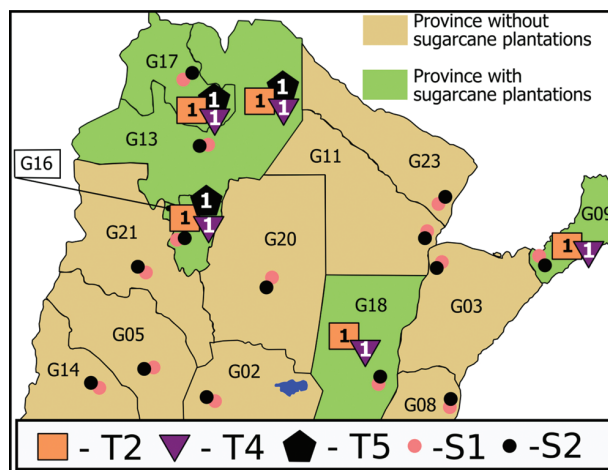 Province without
sugarcane plantations
Province with
sugarcane plantations
G17
1
1
1
1
1
1
G13
G11
G23
G16
1
1
1
G09
1
1
G21
G20
G18
G03
1
1
G05
G14
G02
G08
- T2 - T4 - T5 -S1 -S2